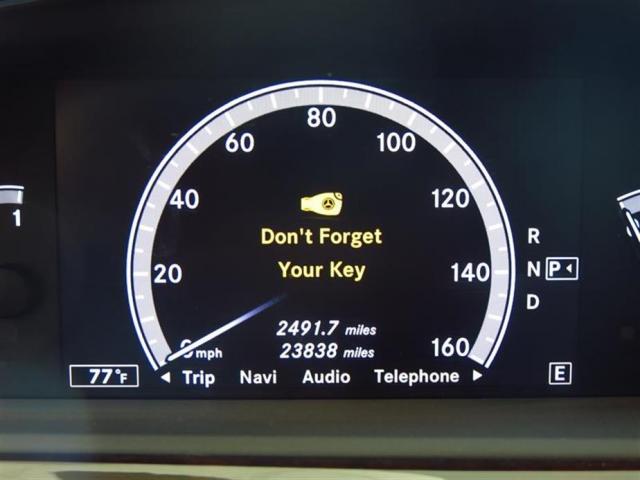 80
60
100
40
120
Don't Forget
R
1
Your Key
20
140
N P ◂
D
2491.7 miles
0 mph
23838 miles
160
77°F
◂ Trip Navi Audio Telephone ▸
E